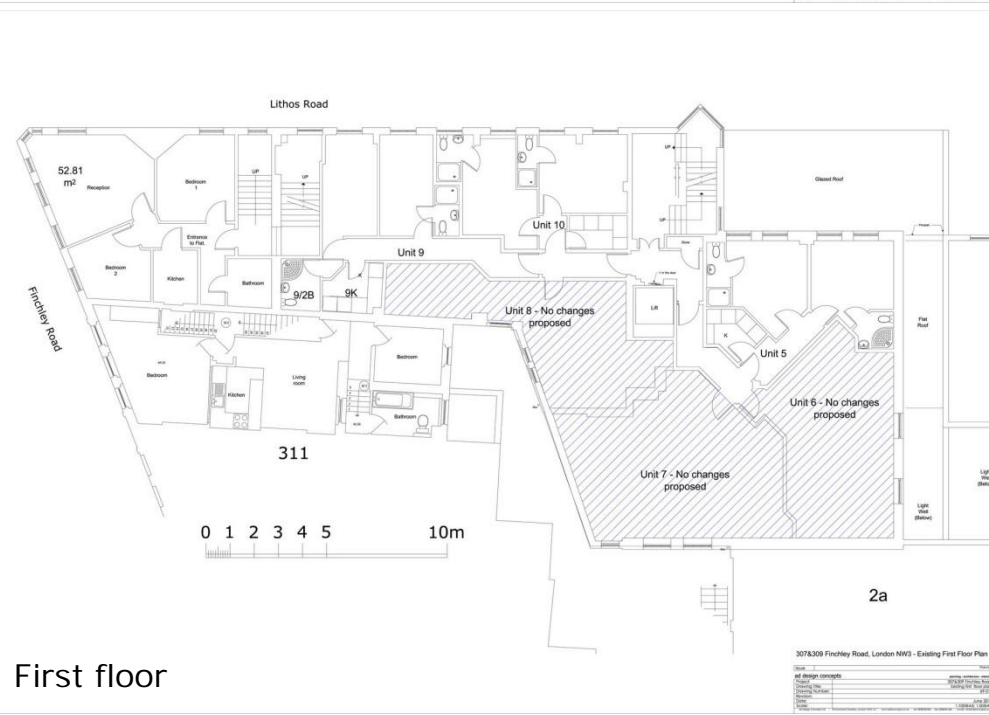 Lithos Road
52.81
m²
Reception
Bedroom
1
UP
UP
UP
UP
Glazed Roof
Entrance
to Flat.
Unit 9
Unit 10
Bedroom
2
Kitchen
Bathroom
9/2B
9K
Lift
Flat
Roof
Finchley Road
Unit 8 - No changes
proposed
K
Unit 5
Bedroom
Living
room
Bedroom
Kitchen
Bathroom
Unit 6 - No changes
proposed
311
Unit 7 - No changes
proposed
Light
Well
(Below)
0 1 2 3 4 5 10m
2a
First floor
307&309 Finchley Road, London NW3 - Existing First Floor Plan
ad design concepts